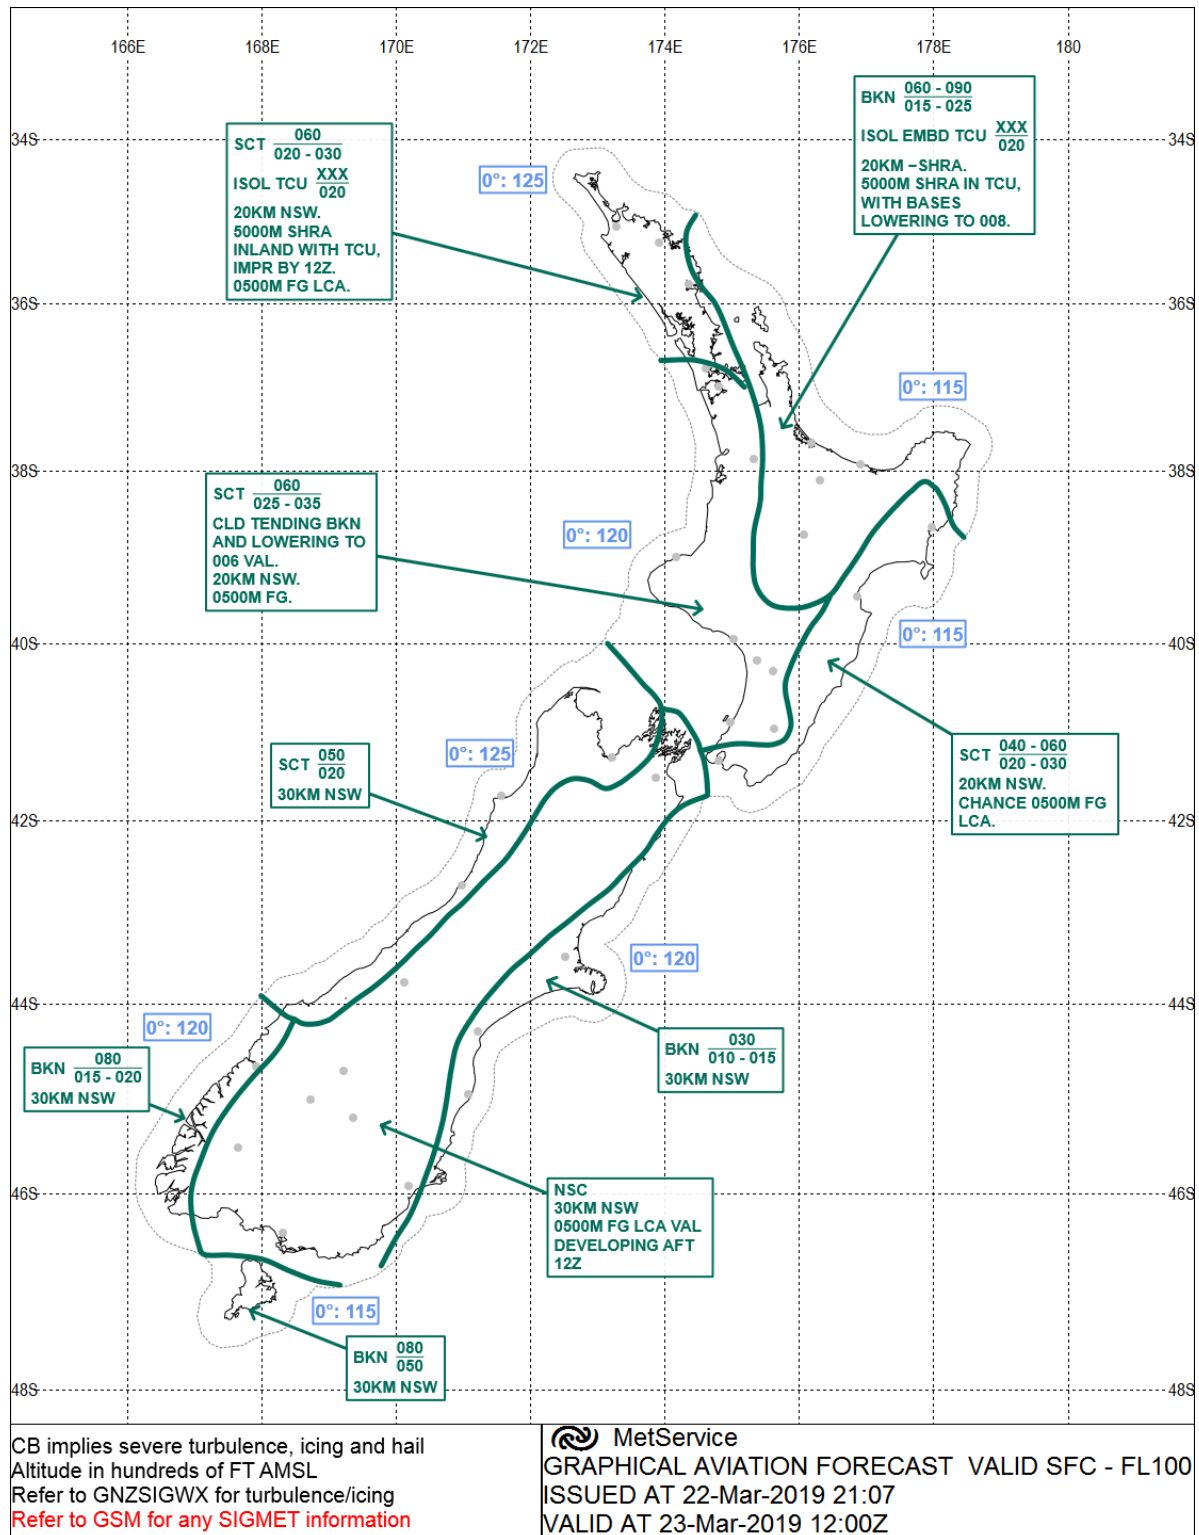 166E 168E 170E 172E 174E 176E 178E 180
34S 34S
36S 36S
38S 38S
40S 40S
42S 42S
44S 44S
46S 46S
48S 48S
SCT 060
020 - 030
ISOL TCU XXX
020
20KM NSW.
5000M SHRA
INLAND WITH TCU,
IMPR BY 12Z.
0500M FG LCA.
0°: 125
BKN 060 - 090
015 - 025
ISOL EMBD TCU XXX
020
20KM –SHRA.
5000M SHRA IN TCU,
WITH BASES
LOWERING TO 008.
0°: 115
SCT 060
025 - 035
CLD TENDING BKN
AND LOWERING TO
006 VAL.
20KM NSW.
0500M FG.
0°: 120
0°: 115
SCT 050
020
30KM NSW
0°: 125
SCT 040 - 060
020 - 030
20KM NSW.
CHANCE 0500M FG
LCA.
0°: 120
0°: 120
BKN 080
015 - 020
30KM NSW
BKN 030
010 - 015
30KM NSW
NSC
30KM NSW
0500M FG LCA VAL
DEVELOPING AFT
12Z
0°: 115
BKN 080
050
30KM NSW
CB implies severe turbulence, icing and hail
Altitude in hundreds of FT AMSL
Refer to GNZSIGWX for turbulence/icing
Refer to GSM for any SIGMET information
MetService
GRAPHICAL AVIATION FORECAST VALID SFC - FL100
ISSUED AT 22-Mar-2019 21:07
VALID AT 23-Mar-2019 12:00Z